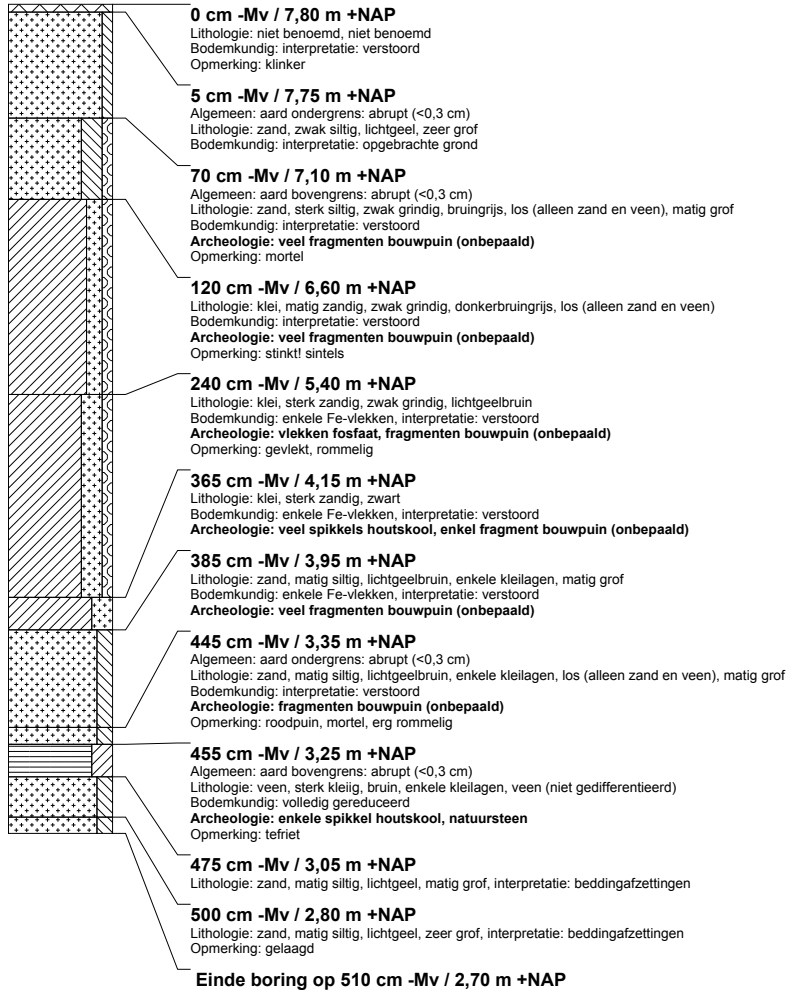 0 cm -Mv / 7,80 m +NAP
Lithologie: niet benoemd, niet benoemd
Bodemkundig: interpretatie: verstoord
Opmerking: klinker
5 cm -Mv / 7,75 m +NAP
Algemeen: aard ondergrens: abrupt (<0,3 cm)
Lithologie: zand, zwak siltig, lichtgeel, zeer grof
Bodemkundig: interpretatie: opgebrachte grond
70 cm -Mv / 7,10 m +NAP
Algemeen: aard bovengrens: abrupt (<0,3 cm)
Lithologie: zand, sterk siltig, zwak grindig, bruingrijs, los (alleen zand en veen), matig grof
Bodemkundig: interpretatie: verstoord
Archeologie: veel fragmenten bouwpuin (onbepaald)
Opmerking: mortel
120 cm -Mv / 6,60 m +NAP
Lithologie: klei, matig zandig, zwak grindig, donkerbruingrijs, los (alleen zand en veen)
Bodemkundig: interpretatie: verstoord
Archeologie: veel fragmenten bouwpuin (onbepaald)
Opmerking: stinkt! sintels
240 cm -Mv / 5,40 m +NAP
Lithologie: klei, sterk zandig, zwak grindig, lichtgeelbruin
Bodemkundig: enkele Fe-vlekken, interpretatie: verstoord
Archeologie: vlekken fosfaat, fragmenten bouwpuin (onbepaald)
Opmerking: gevlekt, rommelig
365 cm -Mv / 4,15 m +NAP
Lithologie: klei, sterk zandig, zwart
Bodemkundig: enkele Fe-vlekken, interpretatie: verstoord
Archeologie: veel spikkels houtskool, enkel fragment bouwpuin (onbepaald)
385 cm -Mv / 3,95 m +NAP
Lithologie: zand, matig siltig, lichtgeelbruin, enkele kleilagen, matig grof
Bodemkundig: enkele Fe-vlekken, interpretatie: verstoord
Archeologie: veel fragmenten bouwpuin (onbepaald)
445 cm -Mv / 3,35 m +NAP
Algemeen: aard ondergrens: abrupt (<0,3 cm)
Lithologie: zand, matig siltig, lichtgeelbruin, enkele kleilagen, los (alleen zand en veen), matig grof
Bodemkundig: interpretatie: verstoord
Archeologie: fragmenten bouwpuin (onbepaald)
Opmerking: roodpuin, mortel, erg rommelig
455 cm -Mv / 3,25 m +NAP
Algemeen: aard bovengrens: abrupt (<0,3 cm)
Lithologie: veen, sterk kleiig, bruin, enkele kleilagen, veen (niet gedifferentieerd)
Bodemkundig: volledig gereduceerd
Archeologie: enkele spikkel houtskool, natuursteen
Opmerking: tefriet
475 cm -Mv / 3,05 m +NAP
Lithologie: zand, matig siltig, lichtgeel, matig grof, interpretatie: beddingafzettingen
500 cm -Mv / 2,80 m +NAP
Lithologie: zand, matig siltig, lichtgeel, zeer grof, interpretatie: beddingafzettingen
Opmerking: gelaagd
Einde boring op 510 cm -Mv / 2,70 m +NAP